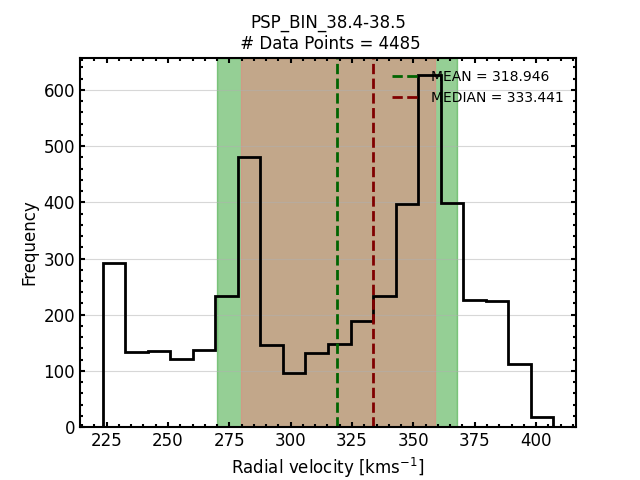 PSP_BIN_38.4-38.5
# Data Points = 4485
MEAN = 318.946
MEDIAN = 333.441
600
500
400
300
200
100
0
Frequency
225 250 275 300 325 350 375 400
Radial velocity [kms⁻¹]